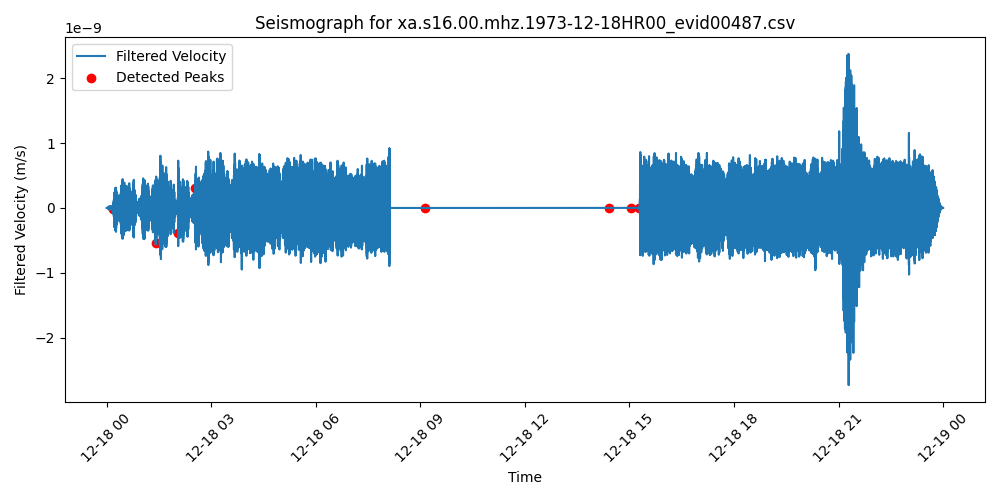 Seismograph for xa.s16.00.mhz.1973-12-18HR00_evid00487.csv
1e−9
Filtered Velocity
Detected Peaks
Filtered Velocity (m/s)
2
1
0
−1
−2
12-18 00
12-18 03
12-18 06
12-18 09
12-18 12
12-18 15
12-18 18
12-18 21
12-19 00
Time